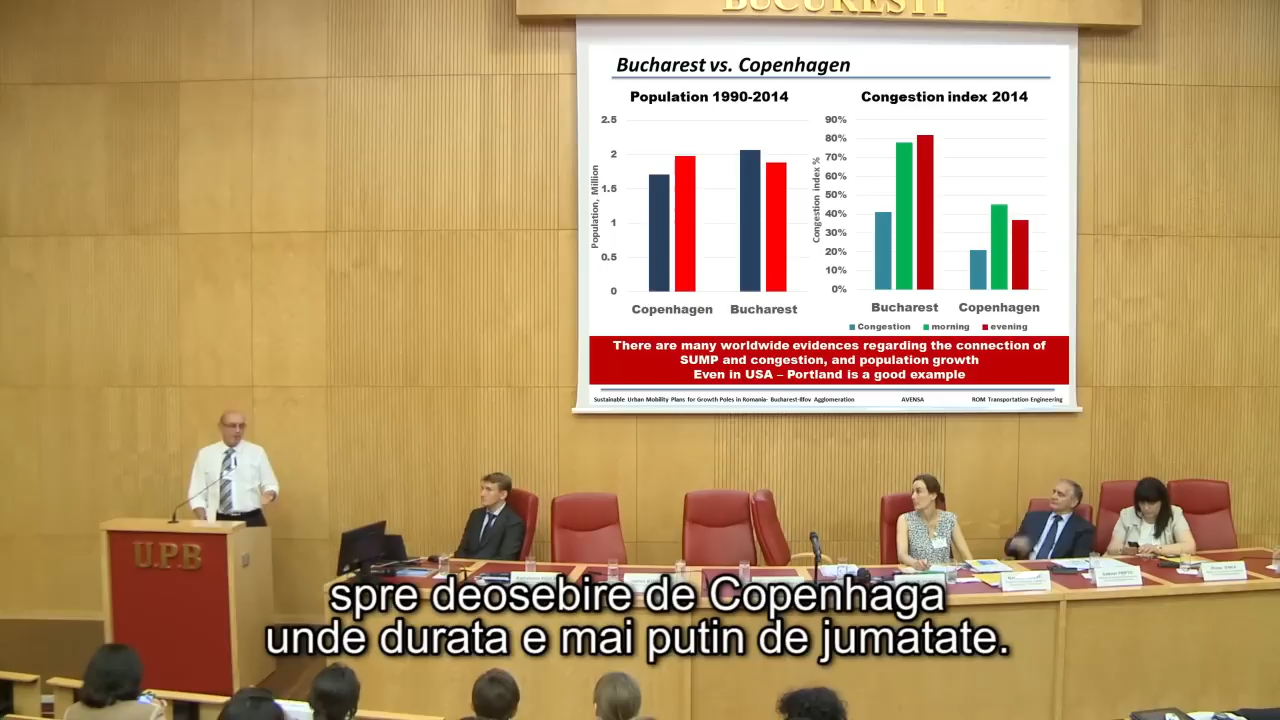 BUCUREȘTI
Bucharest vs. Copenhagen
Population 1990-2014
Congestion index 2014
Population, Million
2.5
2
1.5
1
0.5
0
Copenhagen
Bucharest
Congestion index %
90%
80%
70%
60%
50%
40%
30%
20%
10%
0%
Bucharest
Copenhagen
Congestion
morning
evening
There are many worldwide evidences regarding the connection of
SUMP and congestion, and population growth
Even in USA – Portland is a good example
Sustainable Urban Mobility Plans for Growth Poles in Romania- Bucharest-Ilfov Agglomeration
AVENSA
ROM Transportation Engineering
U.P.B
spre deosebire de Copenhaga
unde durata e mai putin de jumatate.